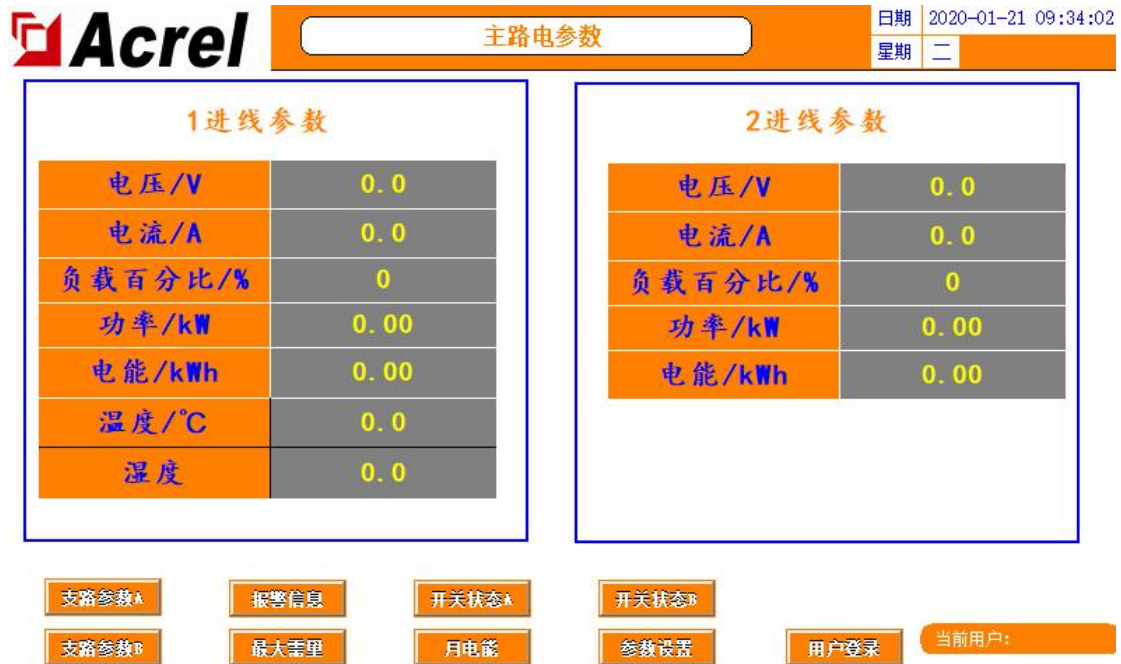 Acrel
主路电参数
日期 2020-01-21 09:34:02
星期 二
1进线参数
电压/V 0.0
电流/A 0.0
负载百分比/% 0
功率/kW 0.00
电能/kWh 0.00
温度/℃ 0.0
湿度 0.0
2进线参数
电压/V 0.0
电流/A 0.0
负载百分比/% 0
功率/kW 0.00
电能/kWh 0.00
支路参数A 报警信息 开关状态A 开关状态B
支路参数B 最大需量 月电能 参数设置 用户登录 当前用户: